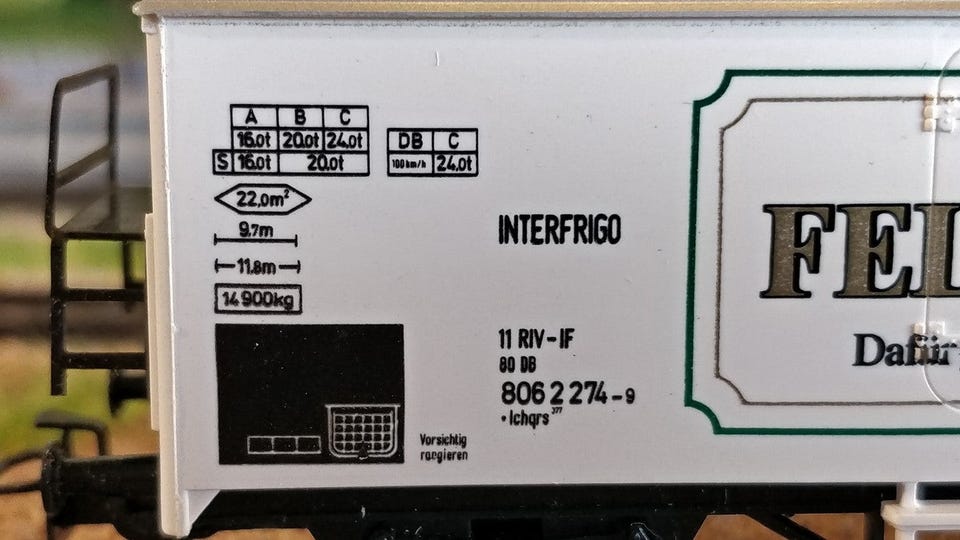 A B C
16.0t 20.0t 24.0t
S 16.0t 20.0t
DB C
100 km/h 24.0t
22,0m²
9.7m
11.8m
14 900kg
INTERFRIGO
11 RIV-IF
80 DB
806 2 274-9
• Ichqrs 377
Vorsichtig
rangieren
FEL
Dafür